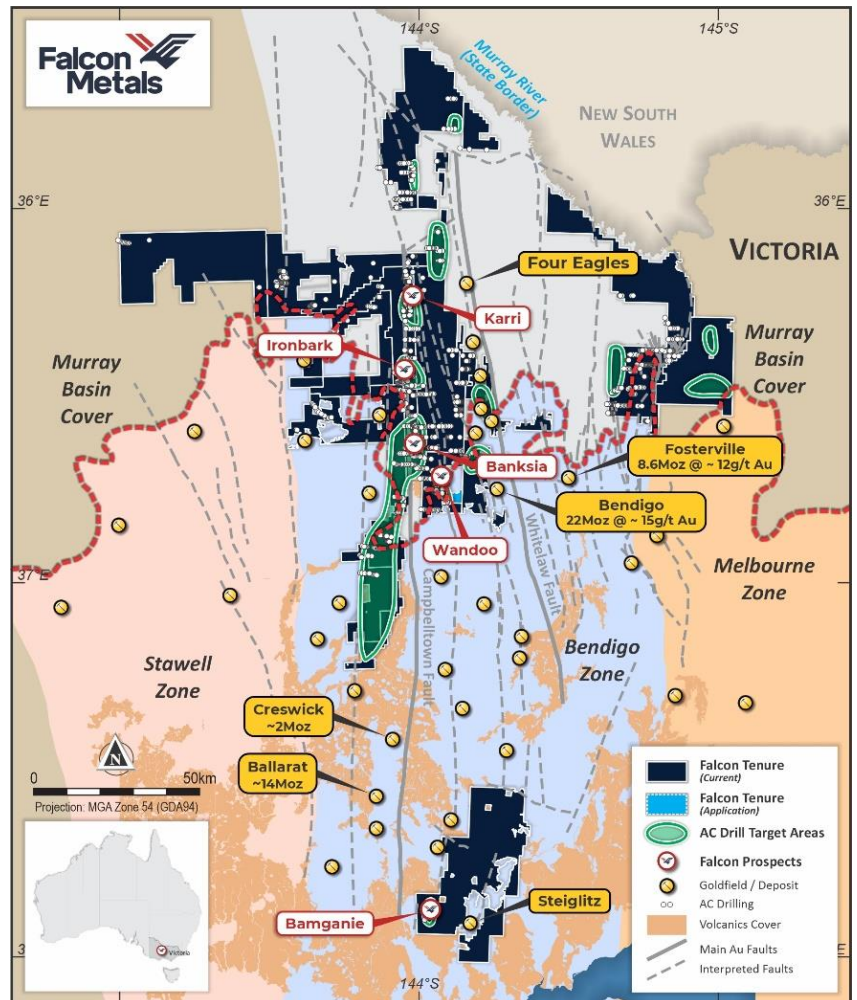 Falcon
Metals
144°S
145°S
Murray River
(State Border)
NEW SOUTH
WALES
36°E
36°E
VICTORIA
Four Eagles
Karri
Ironbark
Murray
Basin
Cover
Murray
Basin
Cover
Banksia
Fosterville
8.6Moz @ ~ 12g/t Au
Bendigo
22Moz @ ~ 15g/t Au
Wandoo
Whitelaw Fault
Campbelltown Fault
37°E
Melbourne
Zone
Stawell
Zone
Bendigo
Zone
Creswick
~2Moz
Ballarat
~14Moz
N
0
50km
Projection: MGA Zone 54 (GDA94)
Victoria
Bamganie
Steiglitz
144°S
Falcon Tenure
(Current)
Falcon Tenure
(Application)
AC Drill Target Areas
Falcon Prospects
Goldfield / Deposit
AC Drilling
Volcanics Cover
Main Au Faults
Interpreted Faults